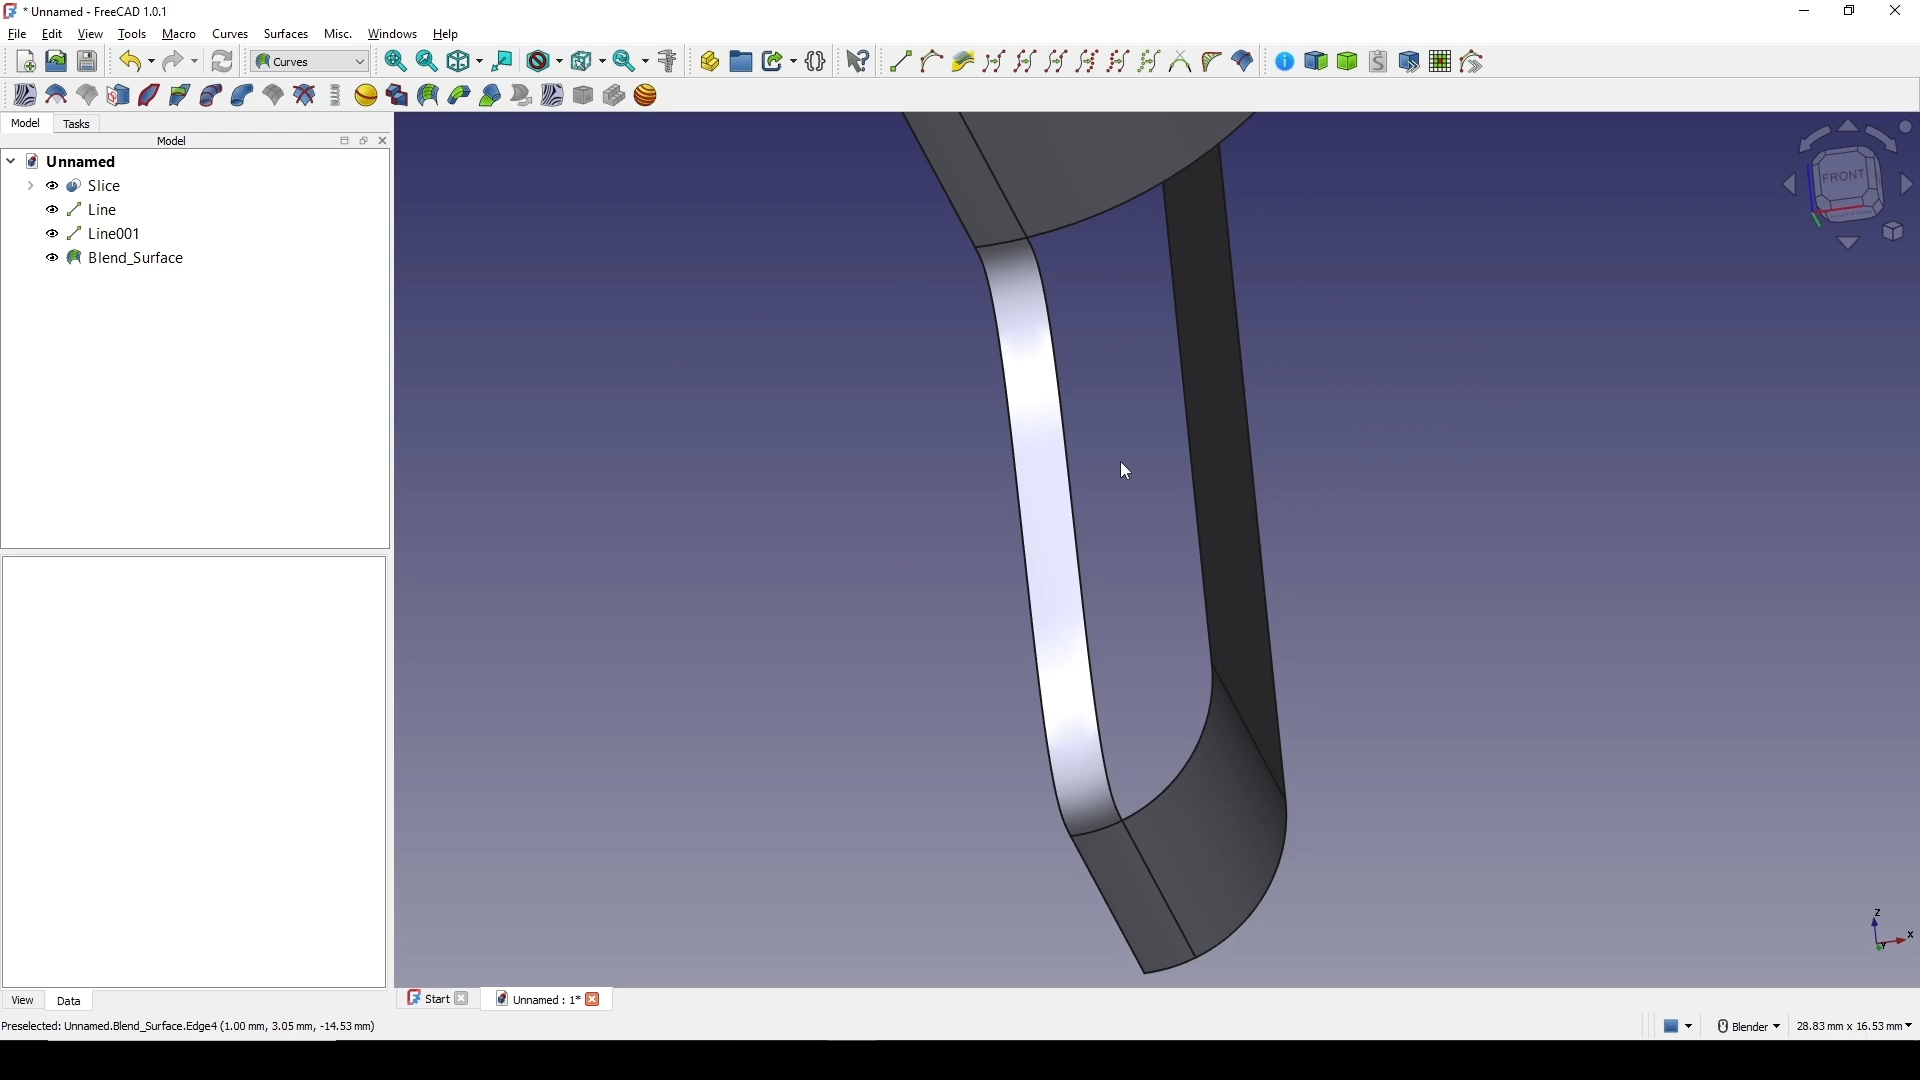 * Unnamed - FreeCAD 1.0.1
File Edit View Tools Macro Curves Surfaces Misc. Windows Help
Curves
Model Tasks
Model
Unnamed
Slice
Line
Line001
Blend_Surface
FRONT
Z
X
Y
View Data
Start Unnamed : 1*
Preselected: Unnamed.Blend_Surface.Edge4 (1.00 mm, 3.05 mm, -14.53 mm)
Blender 28.83 mm x 16.53 mm